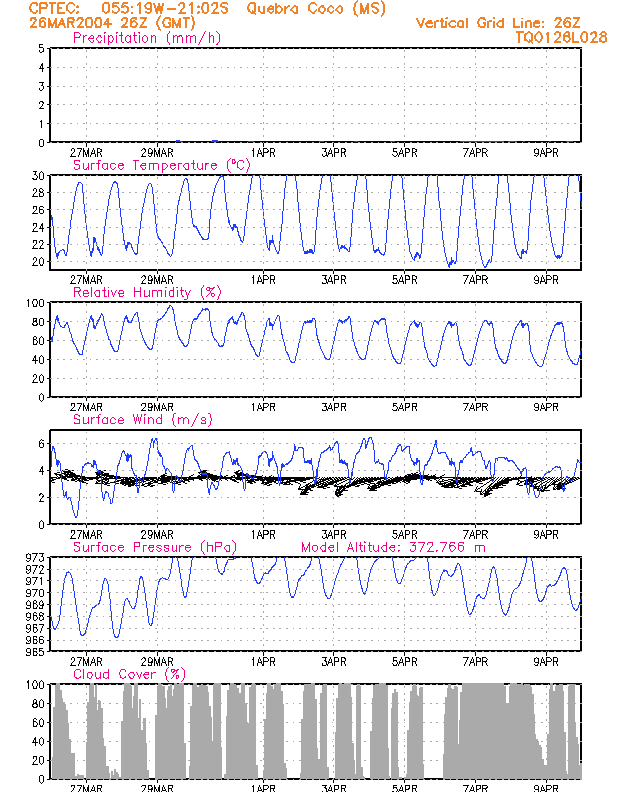 CPTEC: 055:19W-21:02S Quebra Coco (MS)
26MAR2004 26Z (GMT) Vertical Grid Line: 26Z
Precipitation (mm/h) TQ0126L028
5
4
3
2
1
0
27MAR 29MAR 1APR 3APR 5APR 7APR 9APR
Surface Temperature (ºC)
30
28
26
24
22
20
27MAR 29MAR 1APR 3APR 5APR 7APR 9APR
Relative Humidity (%)
100
80
60
40
20
0
27MAR 29MAR 1APR 3APR 5APR 7APR 9APR
Surface Wind (m/s)
6
4
2
0
27MAR 29MAR 1APR 3APR 5APR 7APR 9APR
Surface Pressure (hPa) Model Altitude: 372.766 m
973
972
971
970
969
968
967
966
985
27MAR 29MAR 1APR 3APR 5APR 7APR 9APR
Cloud Cover (%)
100
80
60
40
20
0
27MAR 29MAR 1APR 3APR 5APR 7APR 9APR